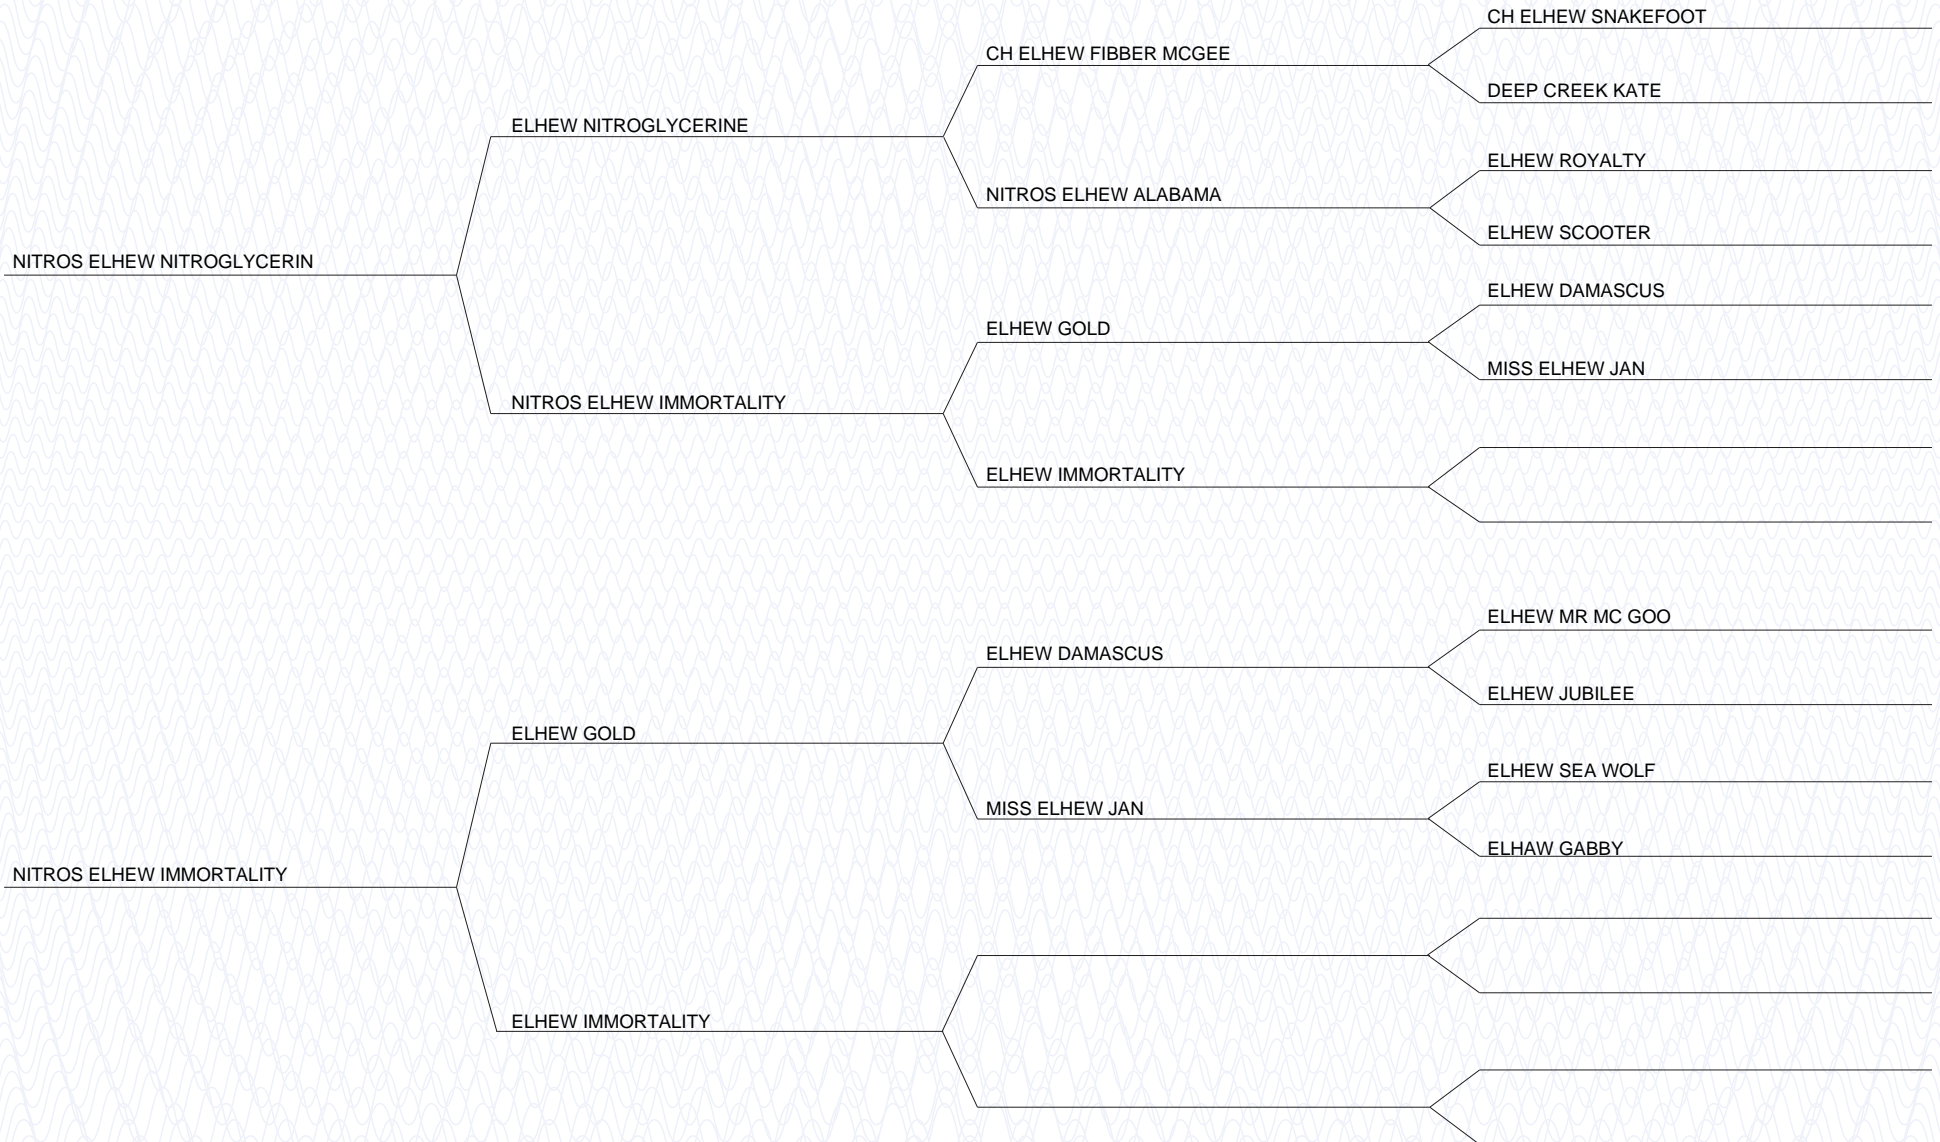 CH ELHEW SNAKEFOOT
CH ELHEW FIBBER MCGEE
DEEP CREEK KATE
ELHEW NITROGLYCERINE
ELHEW ROYALTY
NITROS ELHEW ALABAMA
ELHEW SCOOTER
NITROS ELHEW NITROGLYCERIN
ELHEW DAMASCUS
ELHEW GOLD
MISS ELHEW JAN
NITROS ELHEW IMMORTALITY
ELHEW IMMORTALITY
ELHEW MR MC GOO
ELHEW DAMASCUS
ELHEW JUBILEE
ELHEW GOLD
ELHEW SEA WOLF
MISS ELHEW JAN
ELHAW GABBY
NITROS ELHEW IMMORTALITY
ELHEW IMMORTALITY